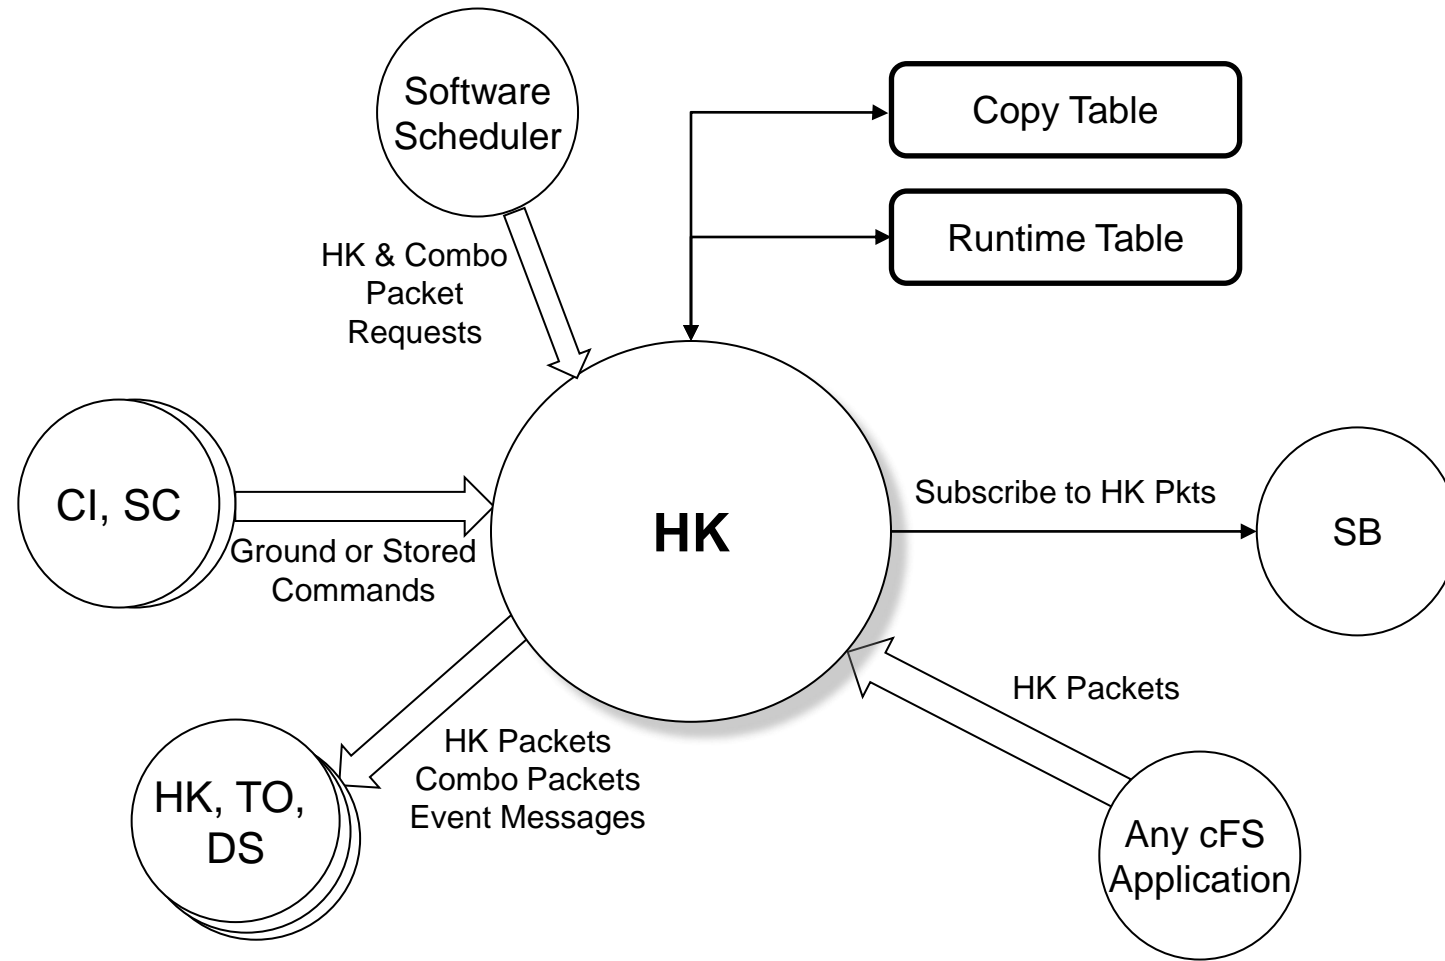 Software
Scheduler
Copy Table
Runtime Table
HK & Combo
Packet
Requests
CI, SC
Ground or Stored
Commands
HK
Subscribe to HK Pkts
SB
HK Packets
HK Packets
Combo Packets
Event Messages
HK, TO,
DS
Any cFS
Application